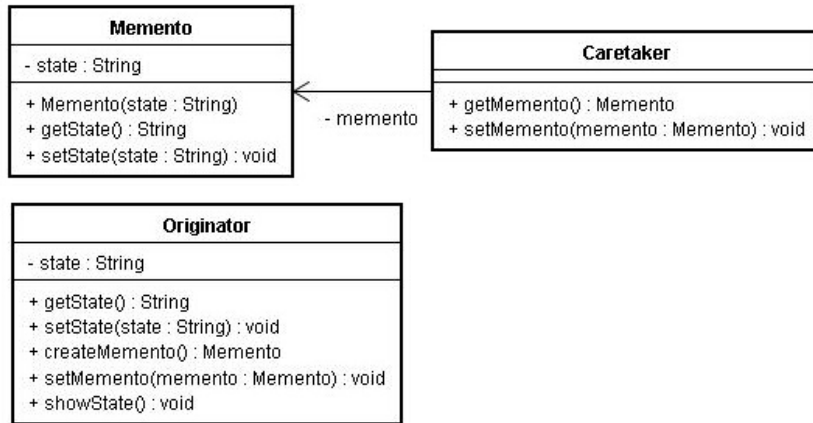 Memento
- state : String
+ Memento(state : String)
+ getState() : String
+ setState(state : String) : void
- memento
Caretaker
+ getMemento() : Memento
+ setMemento(memento : Memento) : void
Originator
- state : String
+ getState() : String
+ setState(state : String) : void
+ createMemento() : Memento
+ setMemento(memento : Memento) : void
+ showState() : void